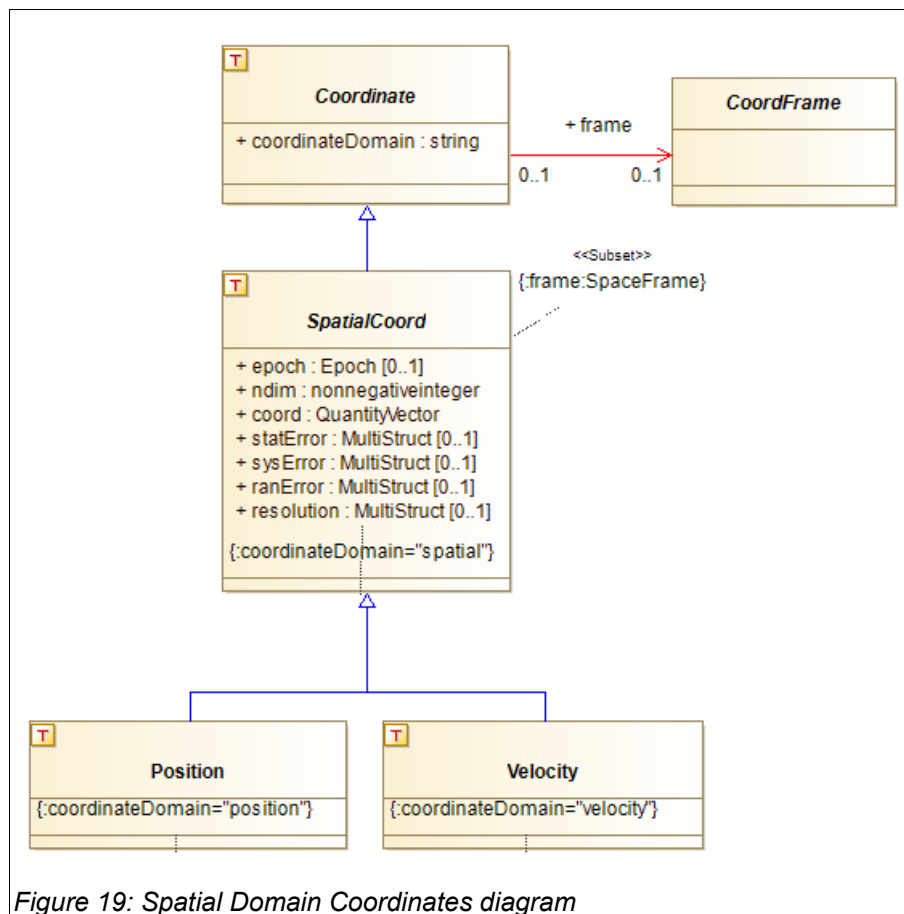 T
Coordinate
+ coordinateDomain : string
+ frame
0..1
0..1
CoordFrame
<<Subset>>
{:frame:SpaceFrame}
T
SpatialCoord
+ epoch : Epoch [0..1]
+ ndim : nonnegativeinteger
+ coord : QuantityVector
+ statError : MultiStruct [0..1]
+ sysError : MultiStruct [0..1]
+ ranError : MultiStruct [0..1]
+ resolution : MultiStruct [0..1]
{:coordinateDomain="spatial"}
T
Position
{:coordinateDomain="position"}
T
Velocity
{:coordinateDomain="velocity"}
Figure 19: Spatial Domain Coordinates diagram